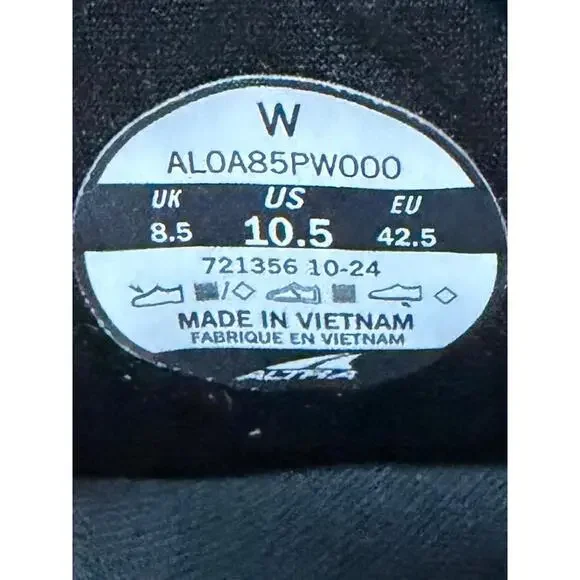 W
AL0A85PW000
UK US EU
8.5 10.5 42.5
721356 10-24
MADE IN VIETNAM
FABRIQUE EN VIETNAM
ALTRA